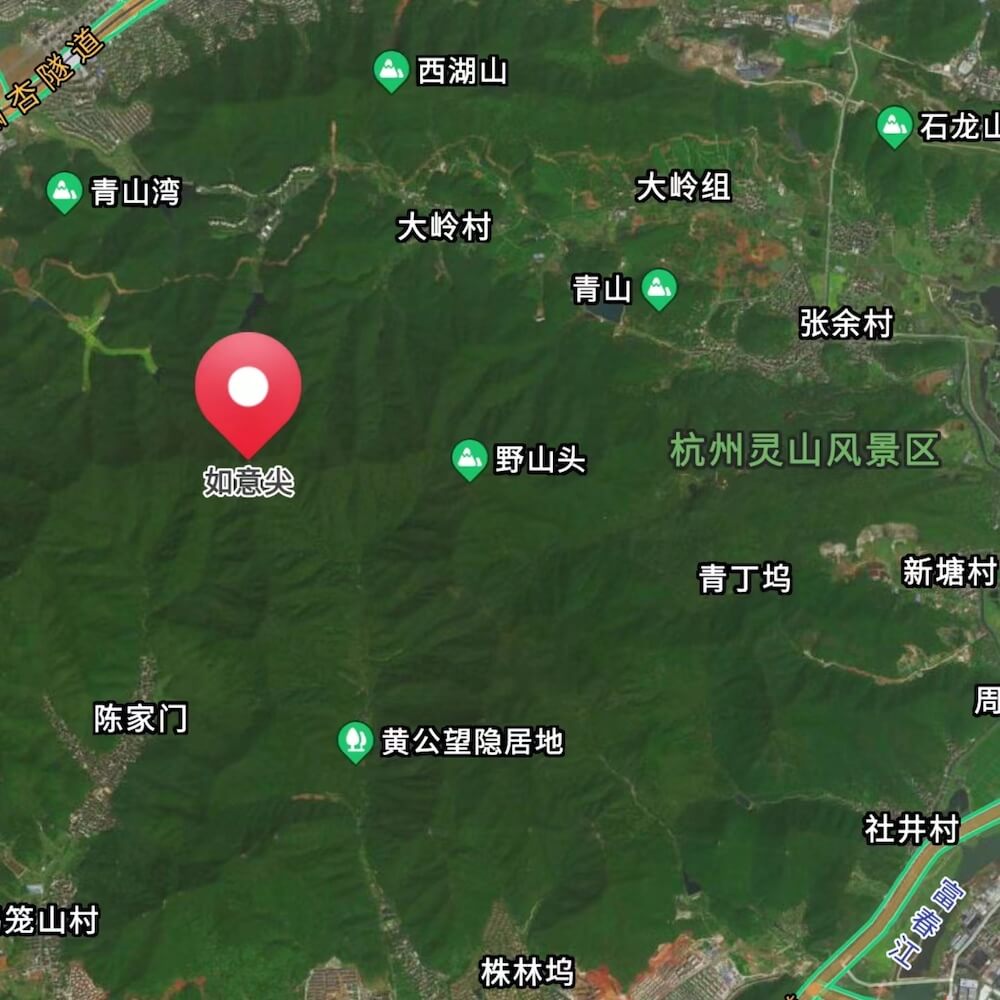 杏隧道
西湖山
石龙山
青山湾
大岭组
大岭村
青山
张余村
如意尖
野山头
杭州灵山风景区
青丁坞
新塘村
陈家门
周
黄公望隐居地
社井村
富春江
笼山村
株林坞